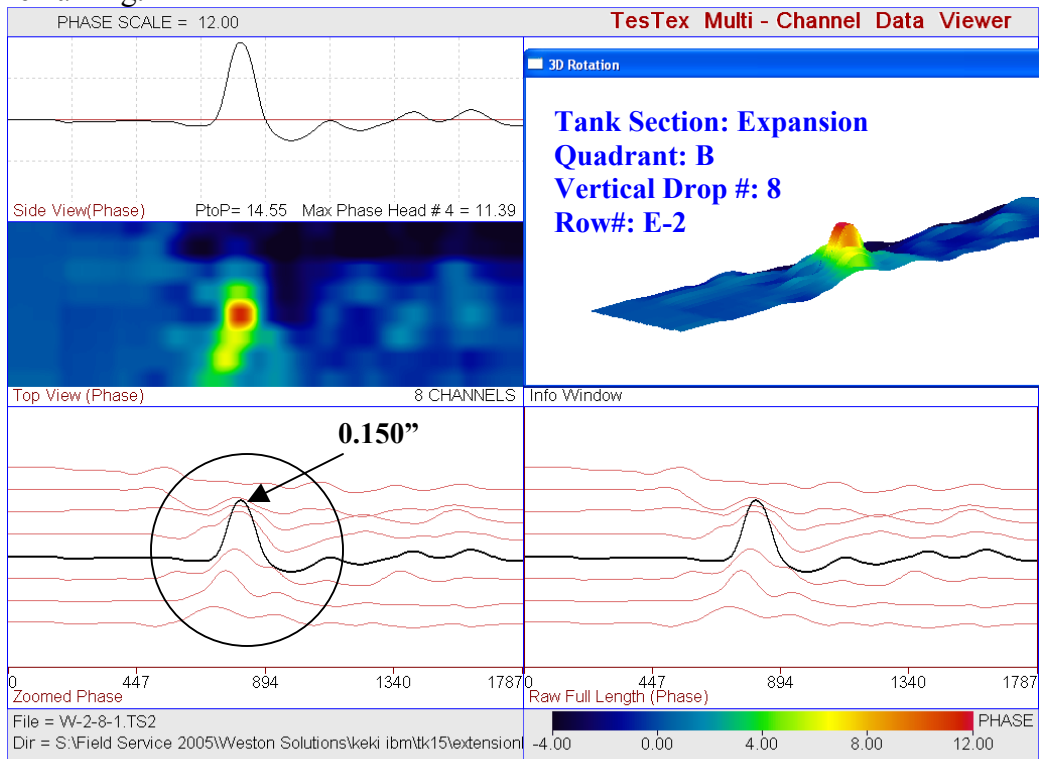 PHASE SCALE = 12.00
TesTex Multi - Channel Data Viewer
3D Rotation
Tank Section: Expansion
Quadrant: B
Vertical Drop #: 8
Row#: E-2
Side View(Phase) PtoP= 14.55 Max Phase Head # 4 = 11.39
Top View (Phase) 8 CHANNELS
Info Window
0.150”
0 447 894 1340 1787
Zoomed Phase
0 447 894 1340 1787
Raw Full Length (Phase)
File = W-2-8-1.TS2
Dir = S:\Field Service 2005\Weston Solutions\keki ibm\tk15\extension
PHASE
-4.00 0.00 4.00 8.00 12.00